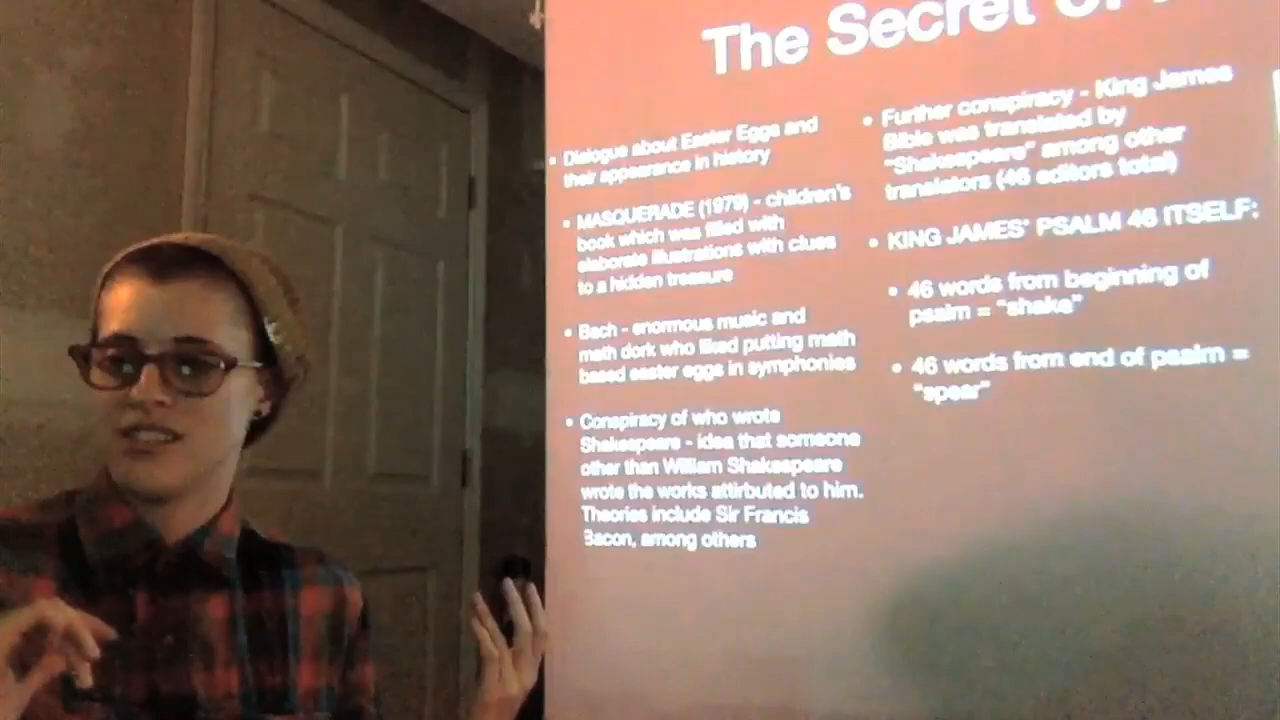 The Secret of
• Dialogue about Easter Eggs and
their appearance in history
• MASQUERADE (1979) - children's
book which was filled with
elaborate illustrations with clues
to a hidden treasure
• Bach - enormous music and
math dork who liked putting math
based easter eggs in symphonies
• Conspiracy of who wrote
Shakespeare - idea that someone
other than William Shakespeare
wrote the works attirbuted to him.
Theories include Sir Francis
Bacon, among others
• Further conspiracy - King James
Bible was translated by
"Shakespeare" among other
translators (46 editors total)
• KING JAMES' PSALM 46 ITSELF:
• 46 words from beginning of
psalm = "shake"
• 46 words from end of psalm =
"spear"